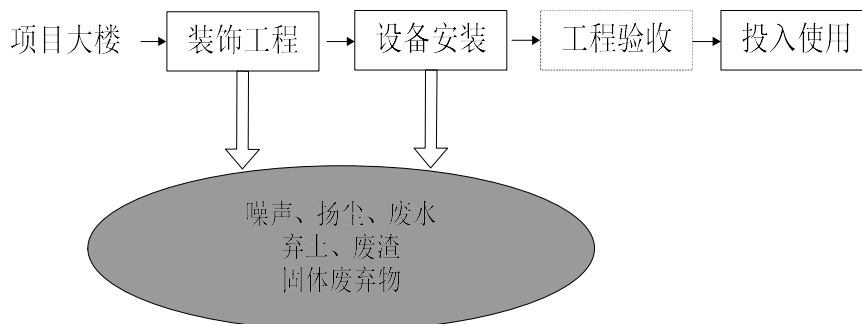 项目大楼 装饰工程 设备安装 工程验收 投入使用
噪声、扬尘、废水
弃上、废渣
固体废弃物